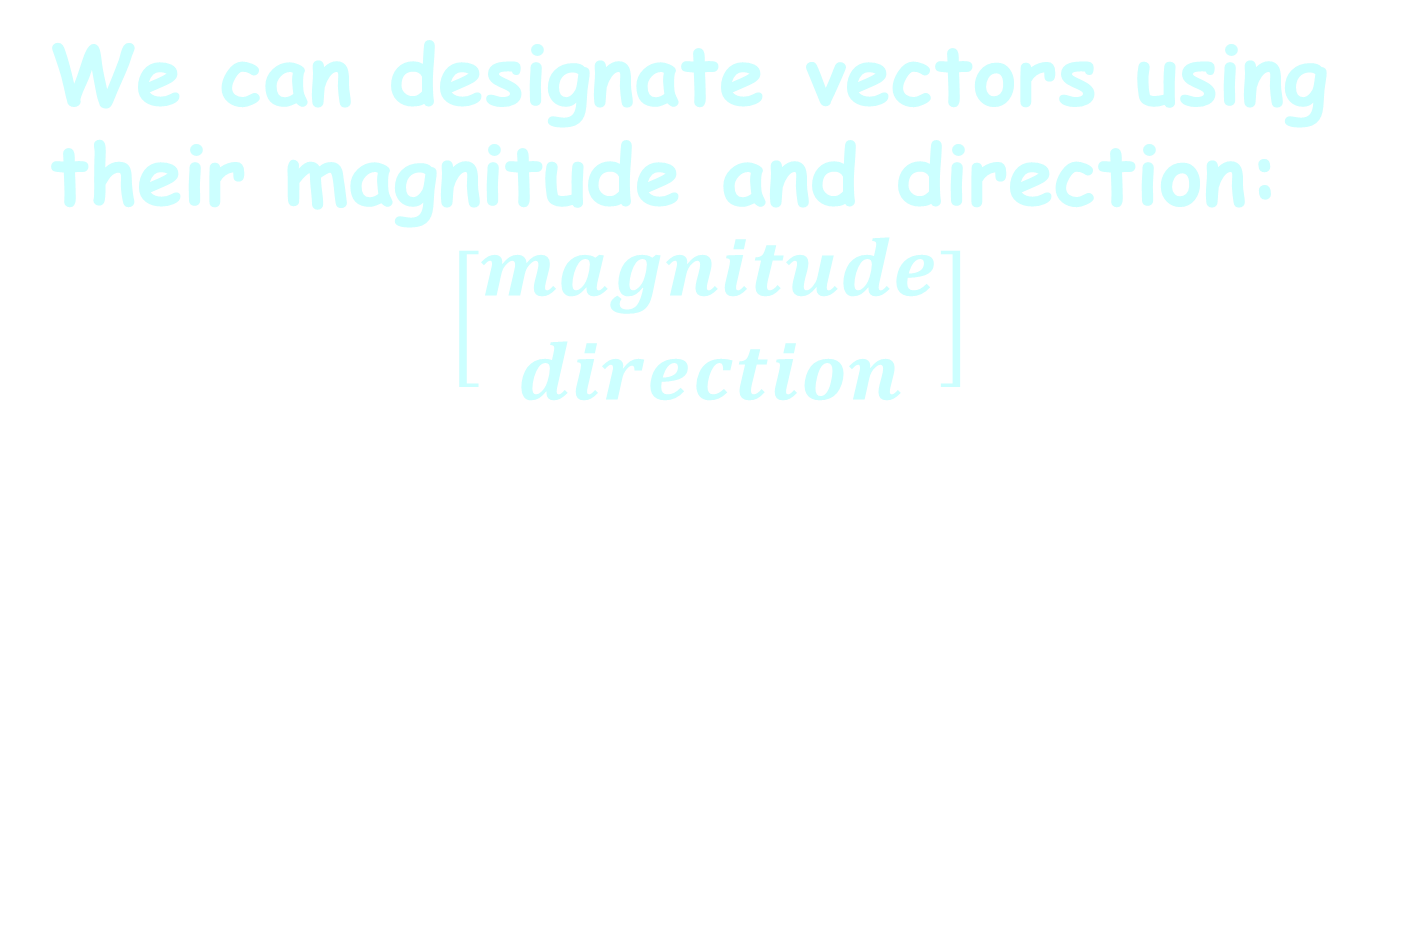 We can designate vectors using
their magnitude and direction:
[magnitude
direction]